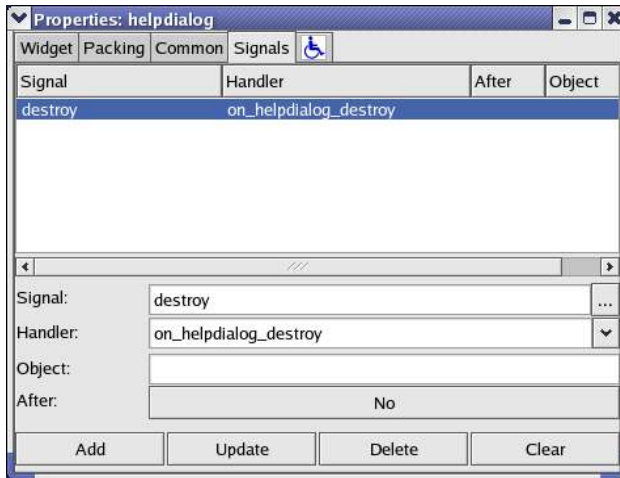 Properties: helpdialog
Widget Packing Common Signals
Signal Handler After Object
destroy on_helpdialog_destroy
Signal: destroy ...
Handler: on_helpdialog_destroy
Object:
After: No
Add Update Delete Clear